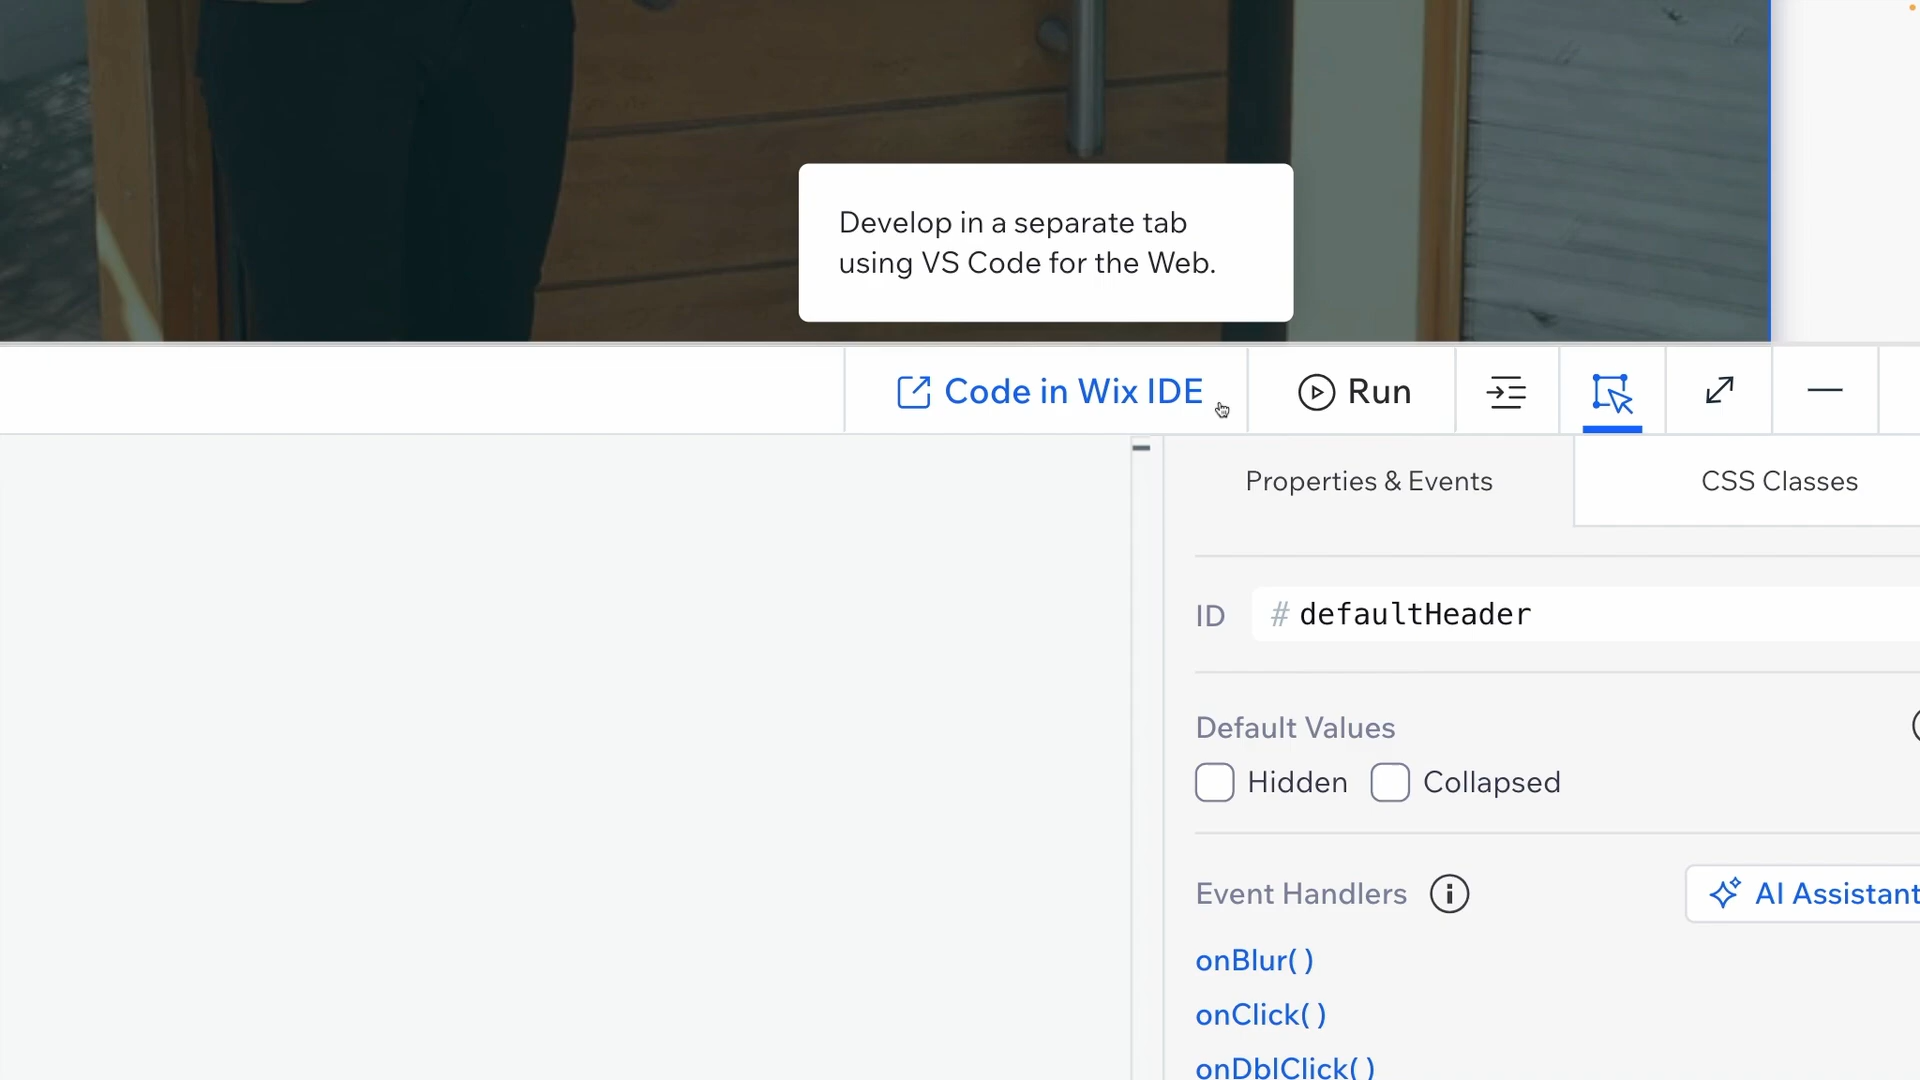 Develop in a separate tab
using VS Code for the Web.
Code in Wix IDE
Run
Properties & Events
CSS Classes
ID
# defaultHeader
Default Values
Hidden
Collapsed
Event Handlers
AI Assistant
onBlur( )
onClick( )
onDblClick( )